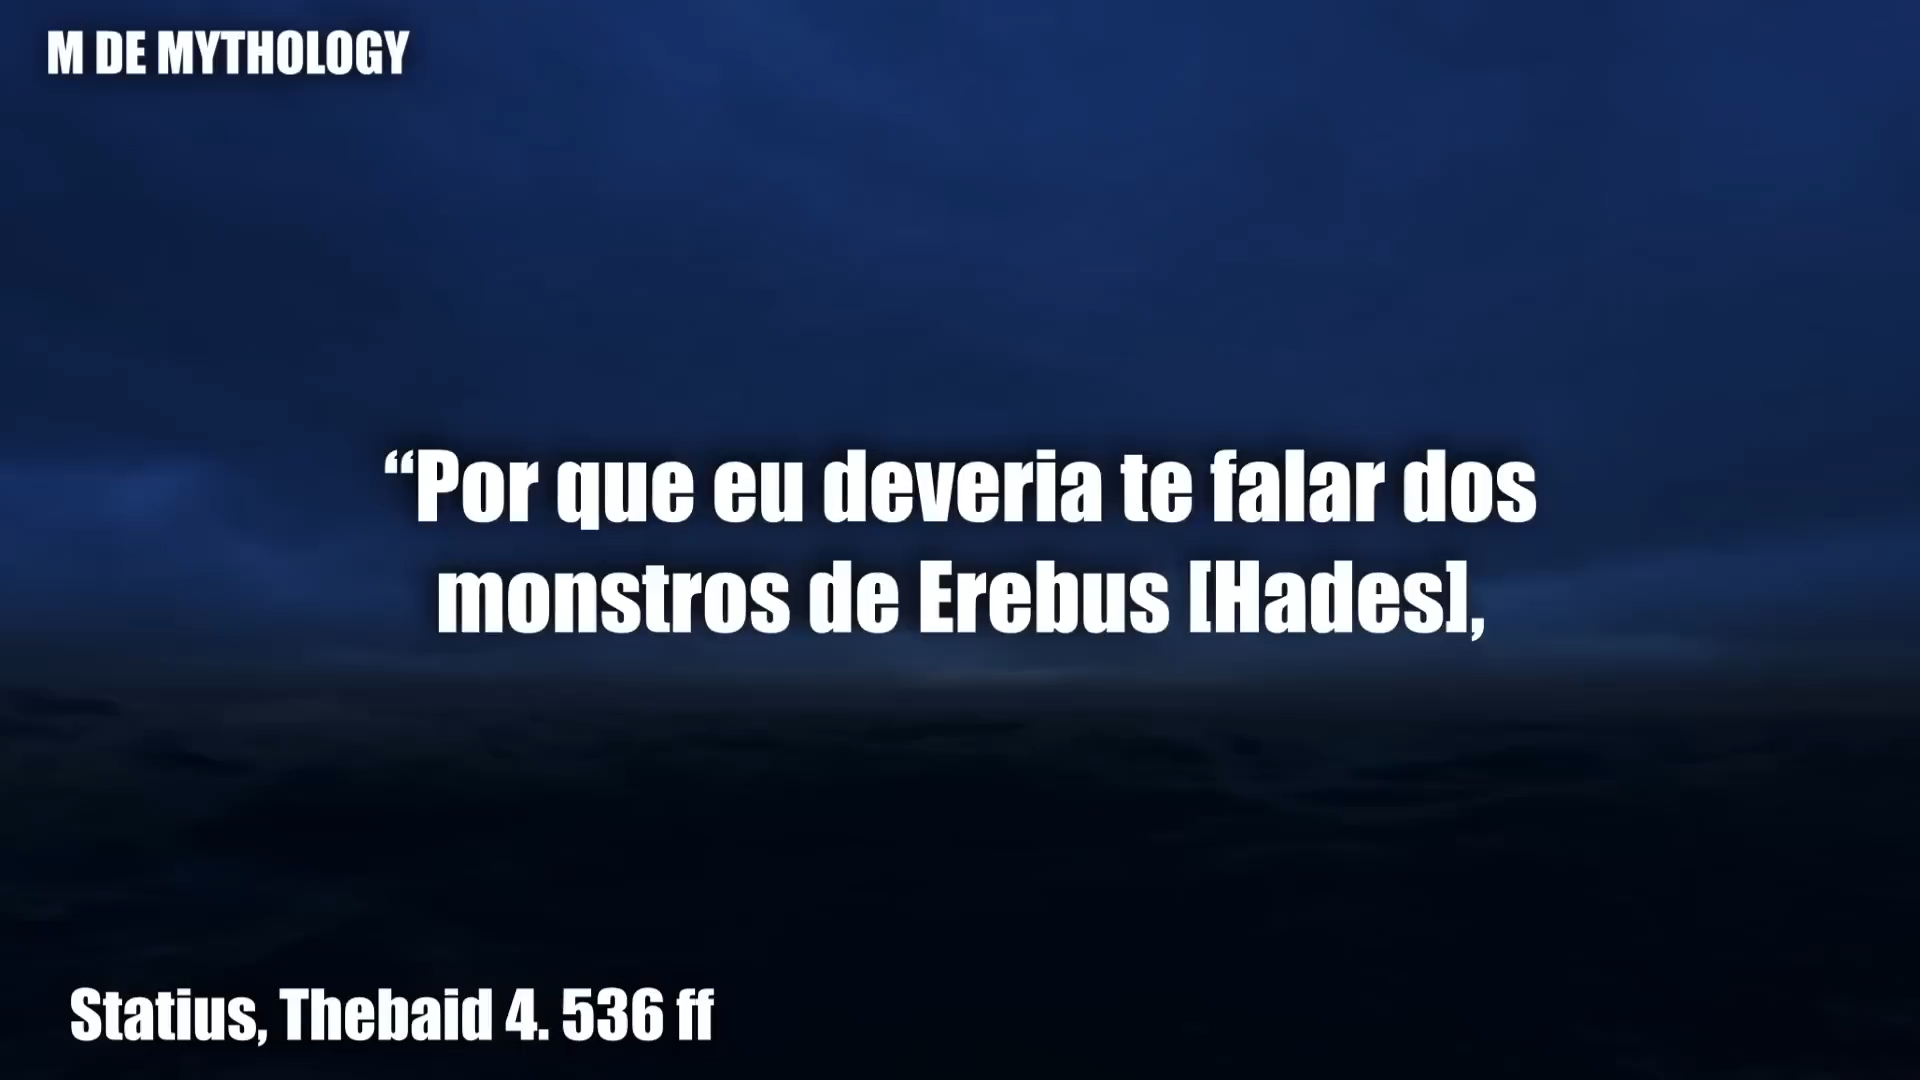 M DE MYTHOLOGY
“Por que eu deveria te falar dos
monstros de Erebus [Hades],
Statius, Thebaid 4. 536 ff